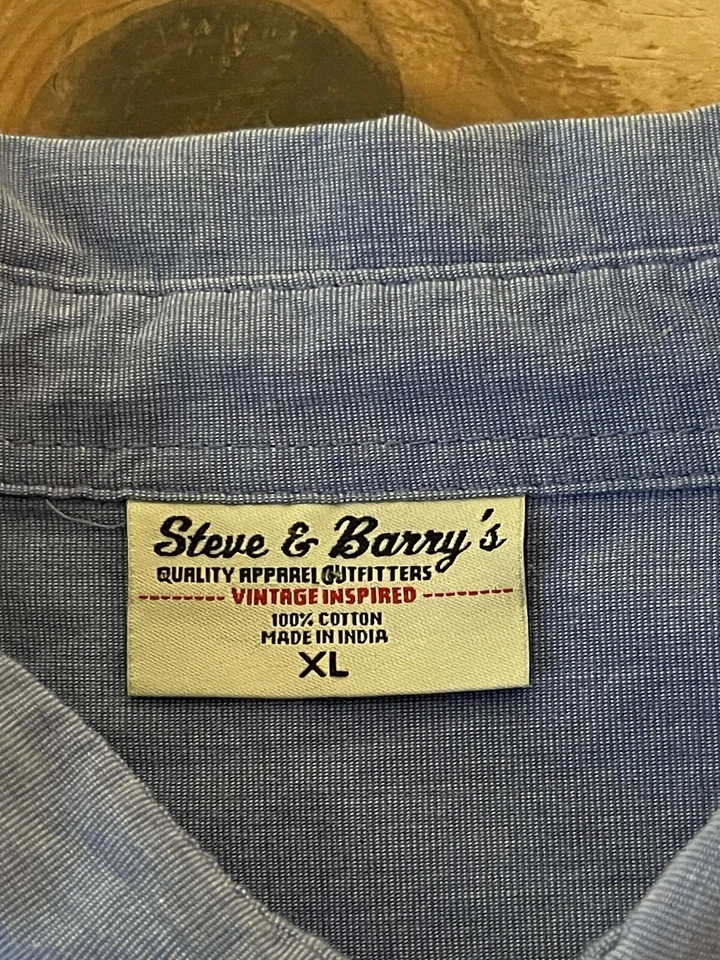 Steve & Barry's
QUALITY APPAREL OUTFITTERS
VINTAGE INSPIRED
100% COTTON
MADE IN INDIA
XL